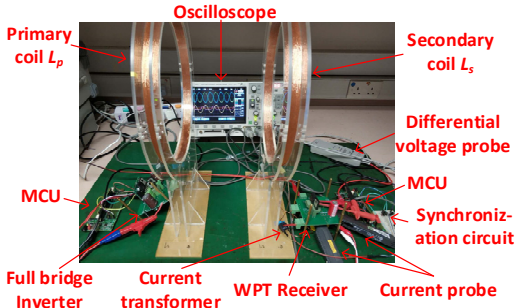 Oscilloscope
Primary
coil Lp
Secondary
coil Ls
Differential
voltage probe
MCU
MCU
Synchroniz-
ation circuit
Full bridge
Inverter
Current
transformer
WPT Receiver
Current probe